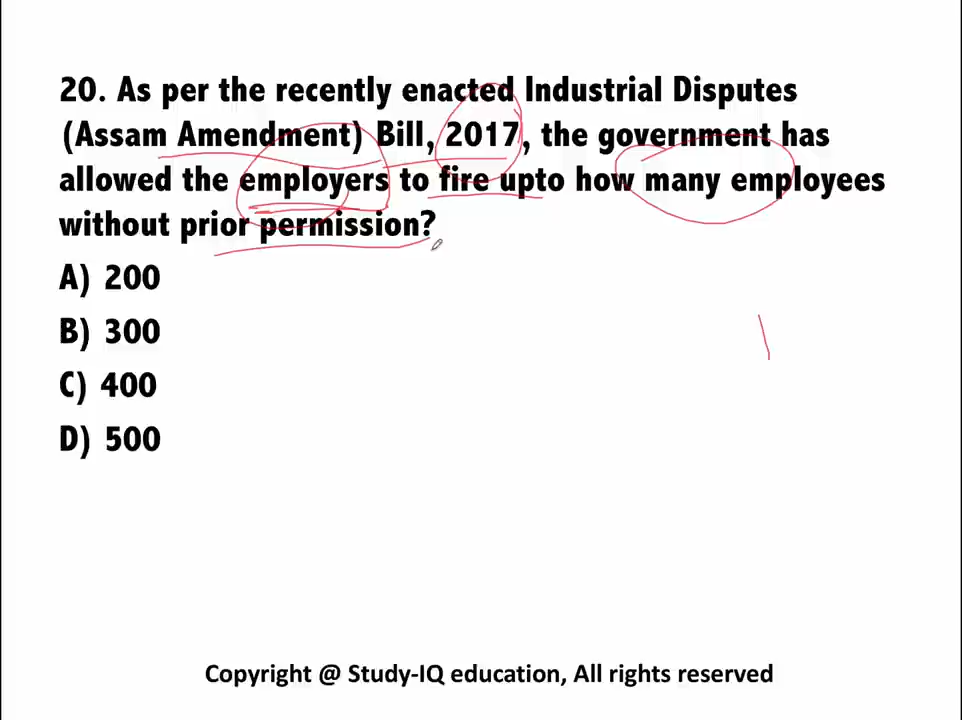 20. As per the recently enacted Industrial Disputes
(Assam Amendment) Bill, 2017, the government has
allowed the employers to fire upto how many employees
without prior permission?
A) 200
B) 300
C) 400
D) 500
Copyright @ Study-IQ education, All rights reserved